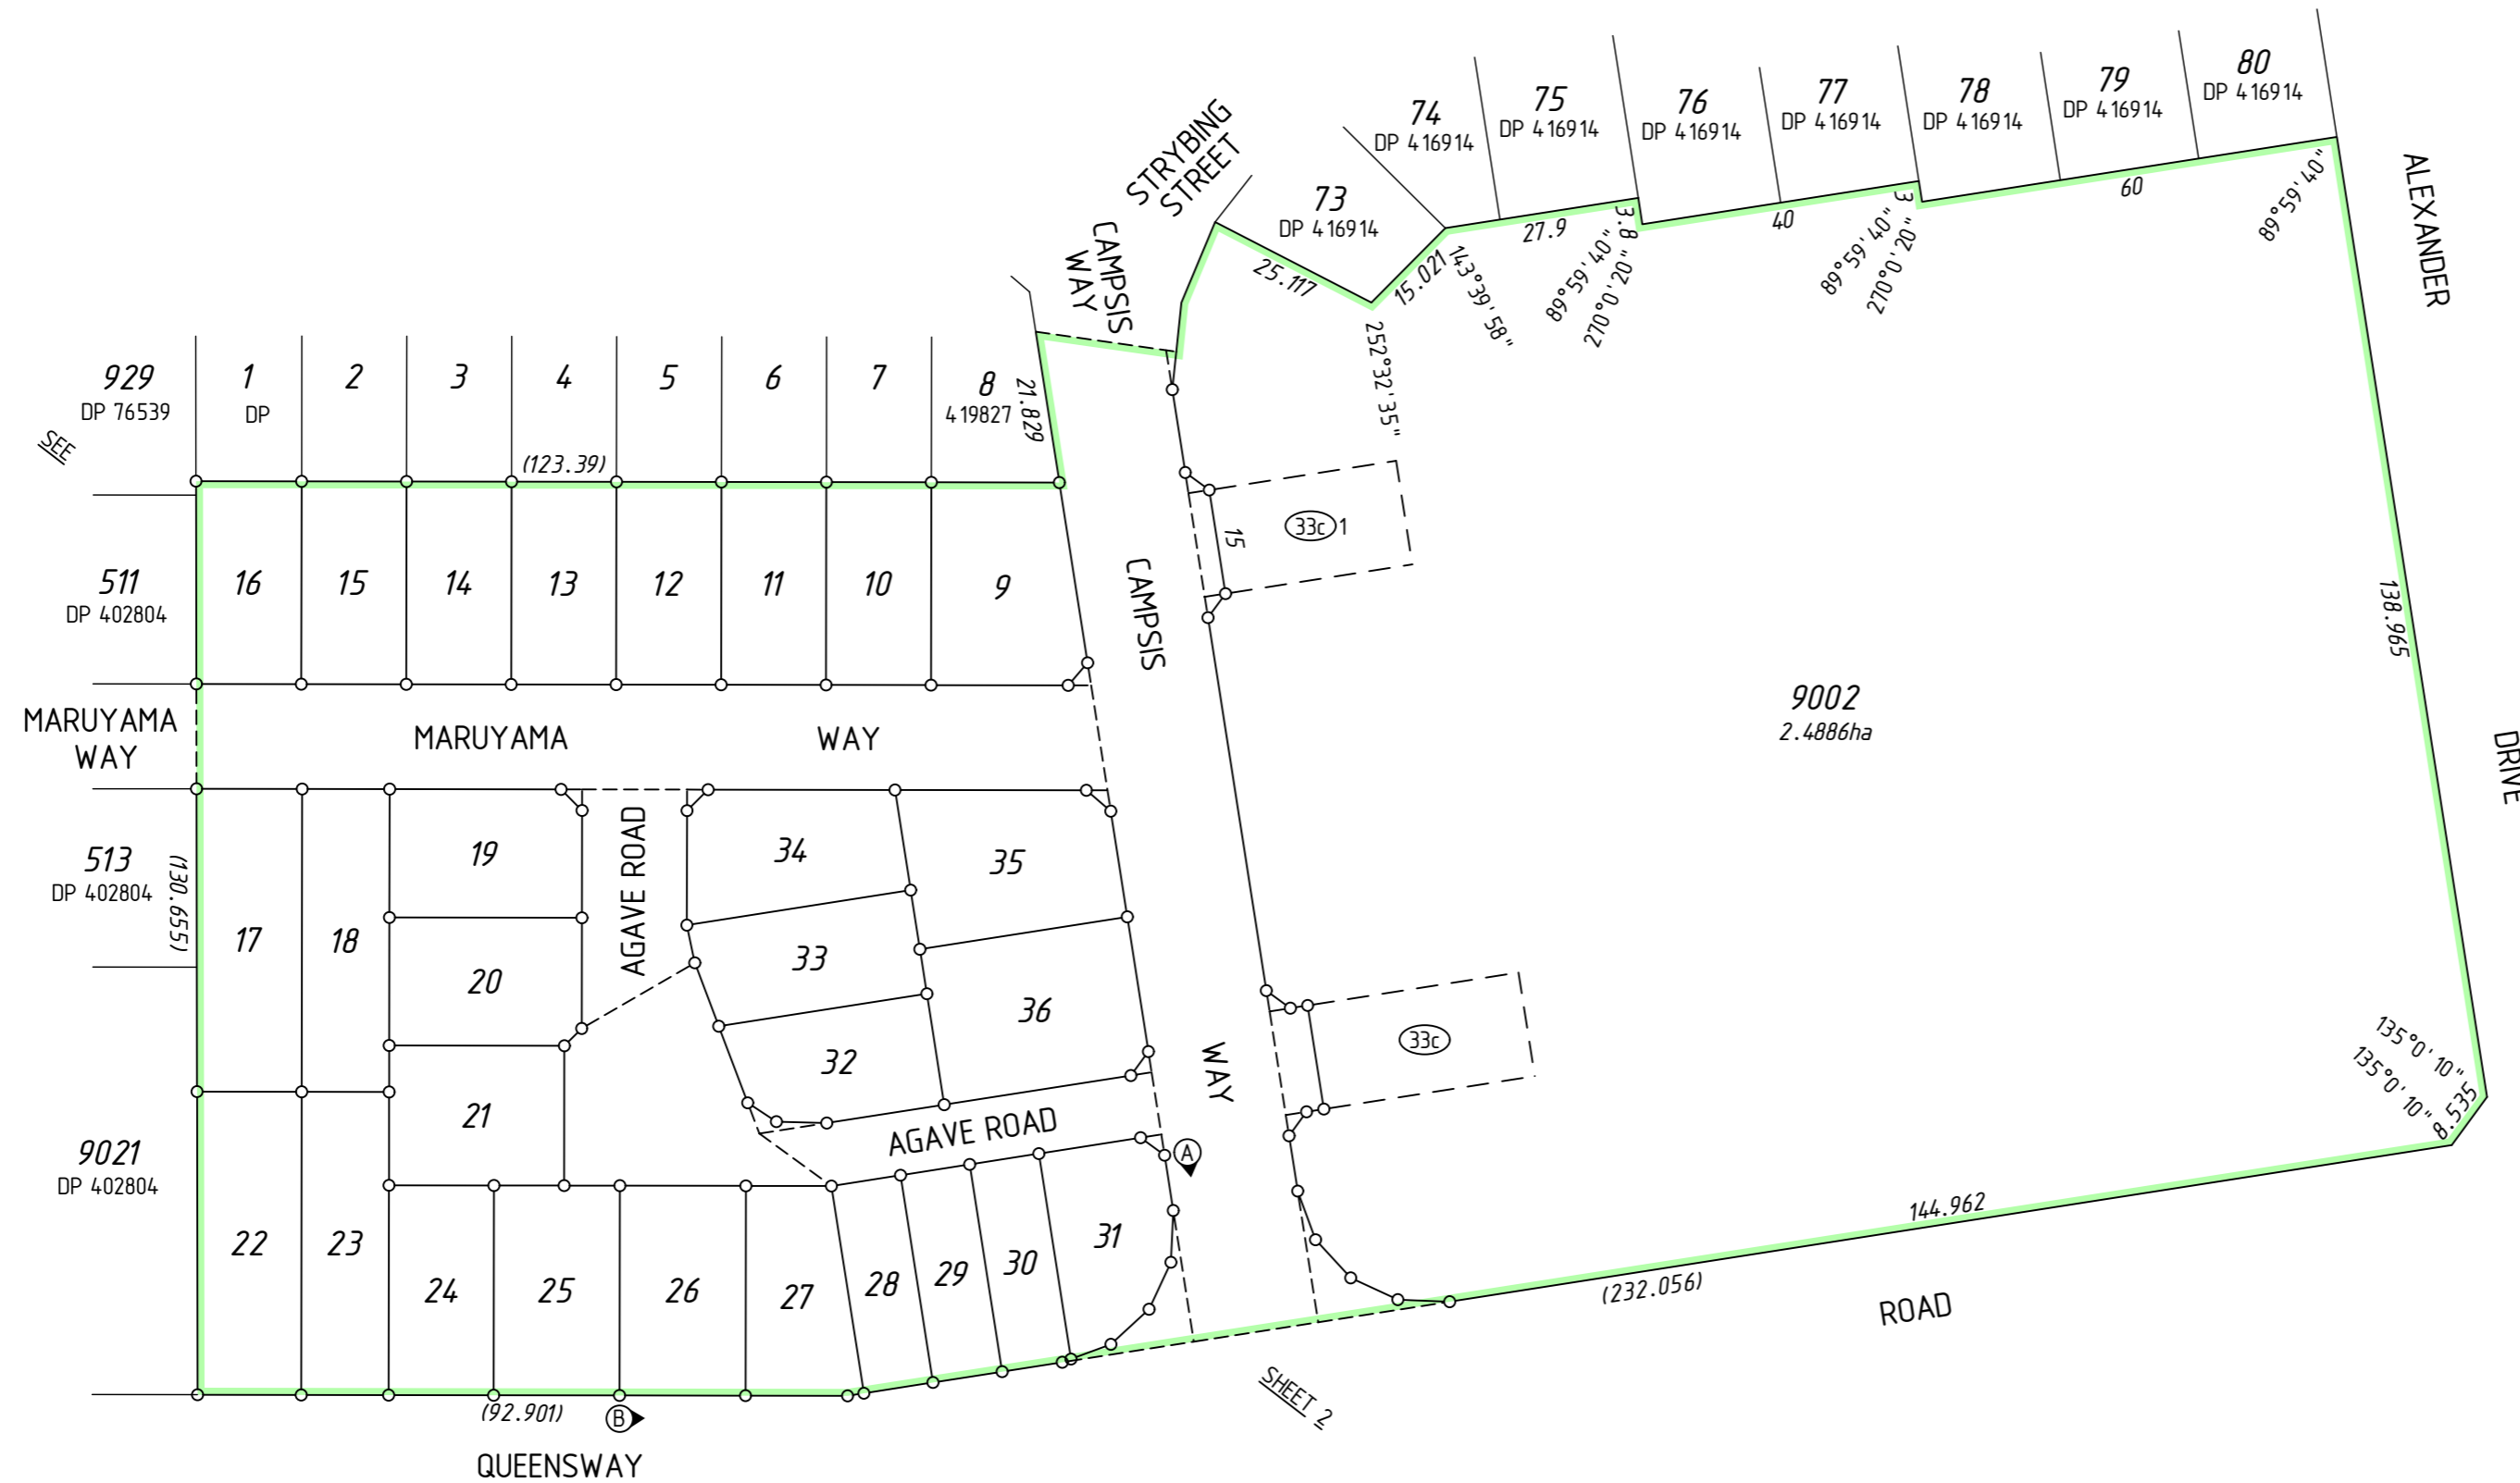 80
DP 416914
79
DP 416914
78
DP 416914
77
DP 416914
76
DP 416914
75
DP 416914
74
DP 416914
73
DP 416914
STRYBING
STREET
CAMPSIS
WAY
ALEXANDER
DRIVE
25.117
15.021
27.9
3.8
40
3
60
143°39'58"
252°32'35"
89°59'40"
270°0'20"
89°59'40"
270°0'20"
89°59'40"
929
DP 76539
SEE
1
DP
2
3
4
5
6
7
8
419827
21.829
(123.39)
511
DP 402804
16
15
14
13
12
11
10
9
CAMPSIS
WAY
15
33c 1
138.965
9002
2.4886ha
MARUYAMA
WAY
MARUYAMA WAY
513
DP 402804
(130.655)
17
18
19
20
21
AGAVE ROAD
34
35
33
36
32
33c
AGAVE ROAD
A
9021
DP 402804
22
23
24
25
26
27
28
29
30
31
135°0'10"
135°0'10"
8.535
144.962
(232.056)
ROAD
SHEET 2
(92.901)
B
QUEENSWAY